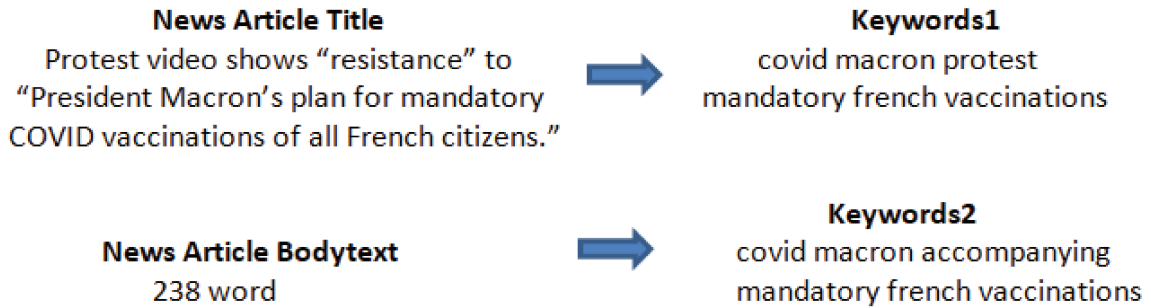 News Article Title
Protest video shows “resistance” to
“President Macron’s plan for mandatory
COVID vaccinations of all French citizens.”
Keywords1
covid macron protest
mandatory french vaccinations
News Article Bodytext
238 word
Keywords2
covid macron accompanying
mandatory french vaccinations